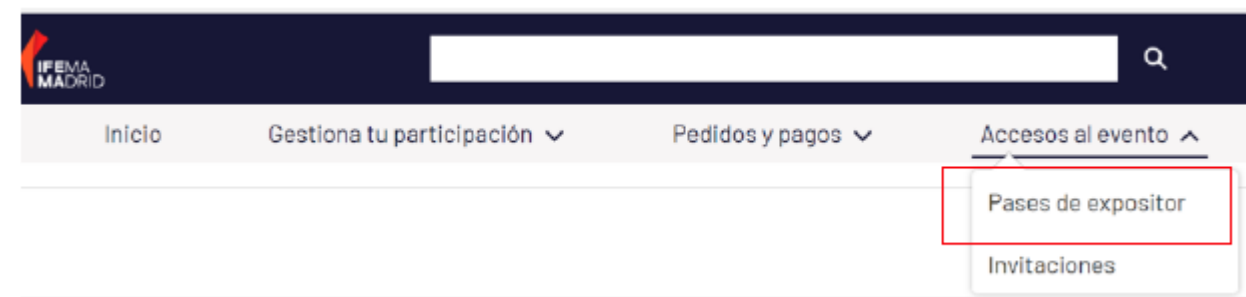 IFEMA
MADRID
Inicio Gestiona tu participación Pedidos y pagos Accesos al evento
Pases de expositor
Invitaciones